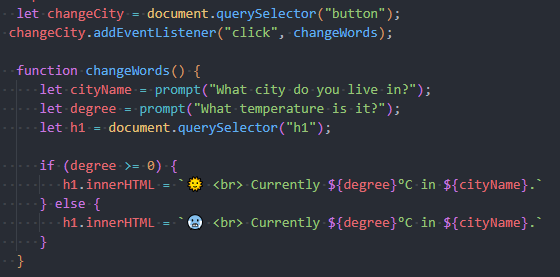 let changeCity = document.querySelector("button");
changeCity.addEventListener("click", changeWords);
function changeWords() {
let cityName = prompt("What city do you live in?");
let degree = prompt("What temperature is it?");
let h1 = document.querySelector("h1");
if (degree >= 0) {
h1.innerHTML = `🌞 <br> Currently ${degree}°C in ${cityName}.`
} else {
h1.innerHTML = `🥶 <br> Currently ${degree}°C in ${cityName}.`
}
}